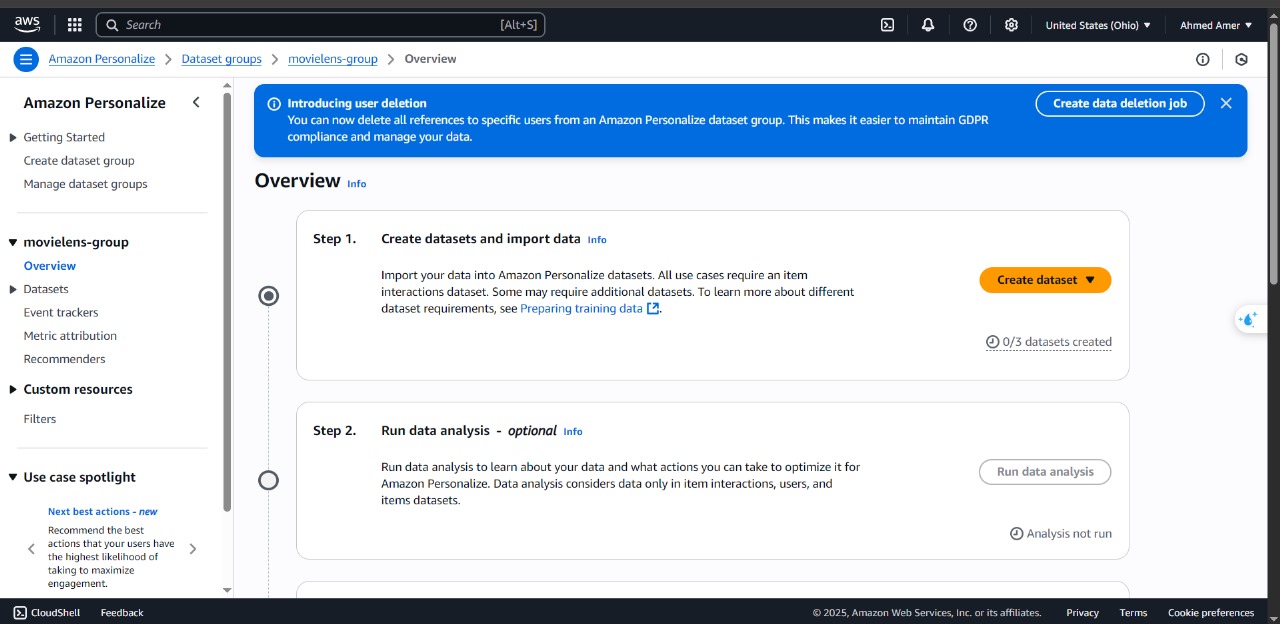 aws
Search
[Alt+S]
United States (Ohio)
Ahmed Amer
Amazon Personalize
Dataset groups
movielens-group
Overview
Amazon Personalize
Getting Started
Create dataset group
Manage dataset groups
movielens-group
Overview
Datasets
Event trackers
Metric attribution
Recommenders
Custom resources
Filters
Use case spotlight
Next best actions - new
Recommend the best
actions that your users have
the highest likelihood of
taking to maximize
engagement.
Introducing user deletion
You can now delete all references to specific users from an Amazon Personalize dataset group. This makes it easier to maintain GDPR
compliance and manage your data.
Create data deletion job
Overview Info
Step 1. Create datasets and import data Info
Import your data into Amazon Personalize datasets. All use cases require an item
interactions dataset. Some may require additional datasets. To learn more about different
dataset requirements, see Preparing training data.
Create dataset
0/3 datasets created
Step 2. Run data analysis - optional Info
Run data analysis to learn about your data and what actions you can take to optimize it for
Amazon Personalize. Data analysis considers data only in item interactions, users, and
items datasets.
Run data analysis
Analysis not run
CloudShell
Feedback
© 2025, Amazon Web Services, Inc. or its affiliates.
Privacy
Terms
Cookie preferences